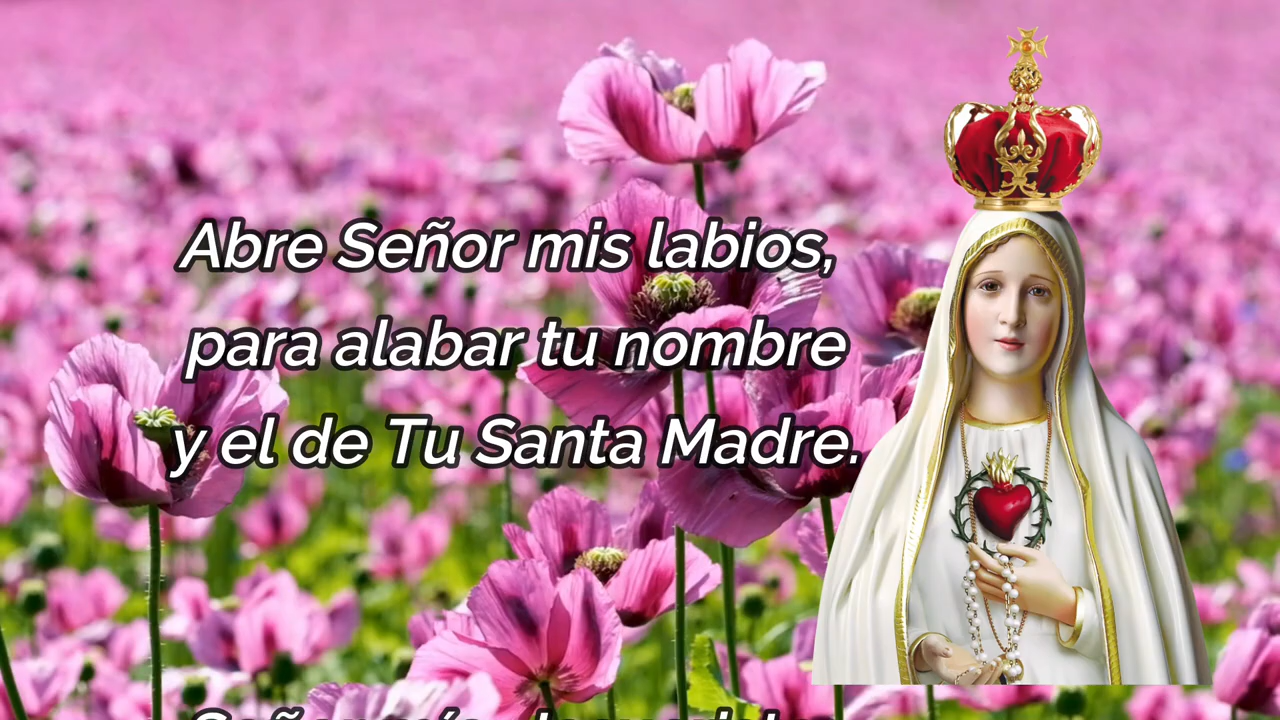 Abre Señor mis labios,
para alabar tu nombre
y el de Tu Santa Madre.